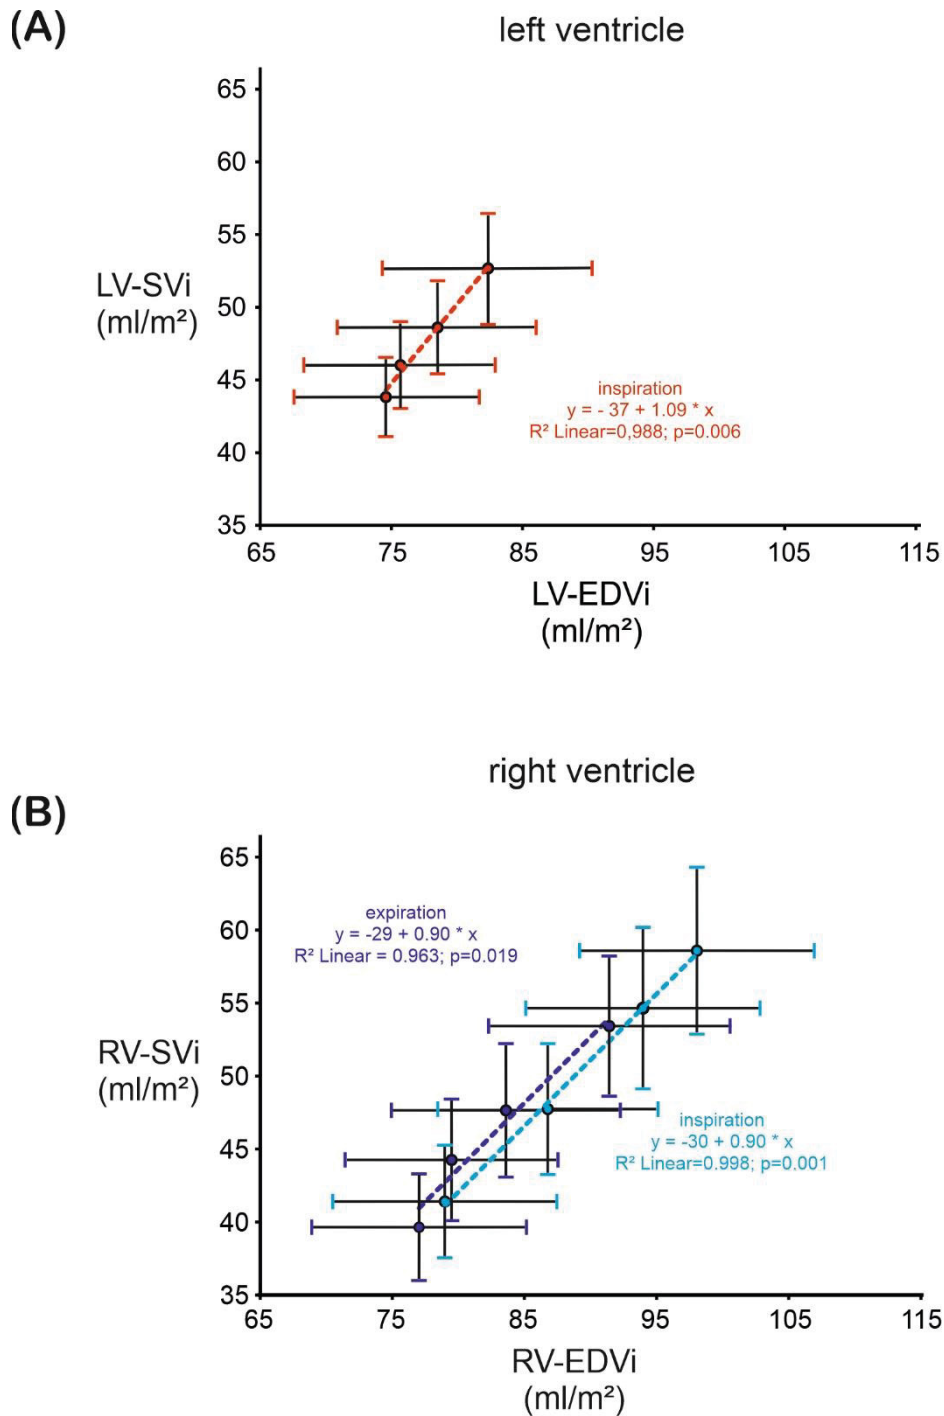 (A)
left ventricle
65
60
55
50
45
40
35
LV-SVi
(ml/m²)
inspiration
y = - 37 + 1.09 * x
R² Linear=0,988; p=0.006
65 75 85 95 105 115
LV-EDVi
(ml/m²)
right ventricle
(B)
65
60
55
50
45
40
35
RV-SVi
(ml/m²)
expiration
y = -29 + 0.90 * x
R² Linear = 0.963; p=0.019
inspiration
y = -30 + 0.90 * x
R² Linear=0.998; p=0.001
65 75 85 95 105 115
RV-EDVi
(ml/m²)